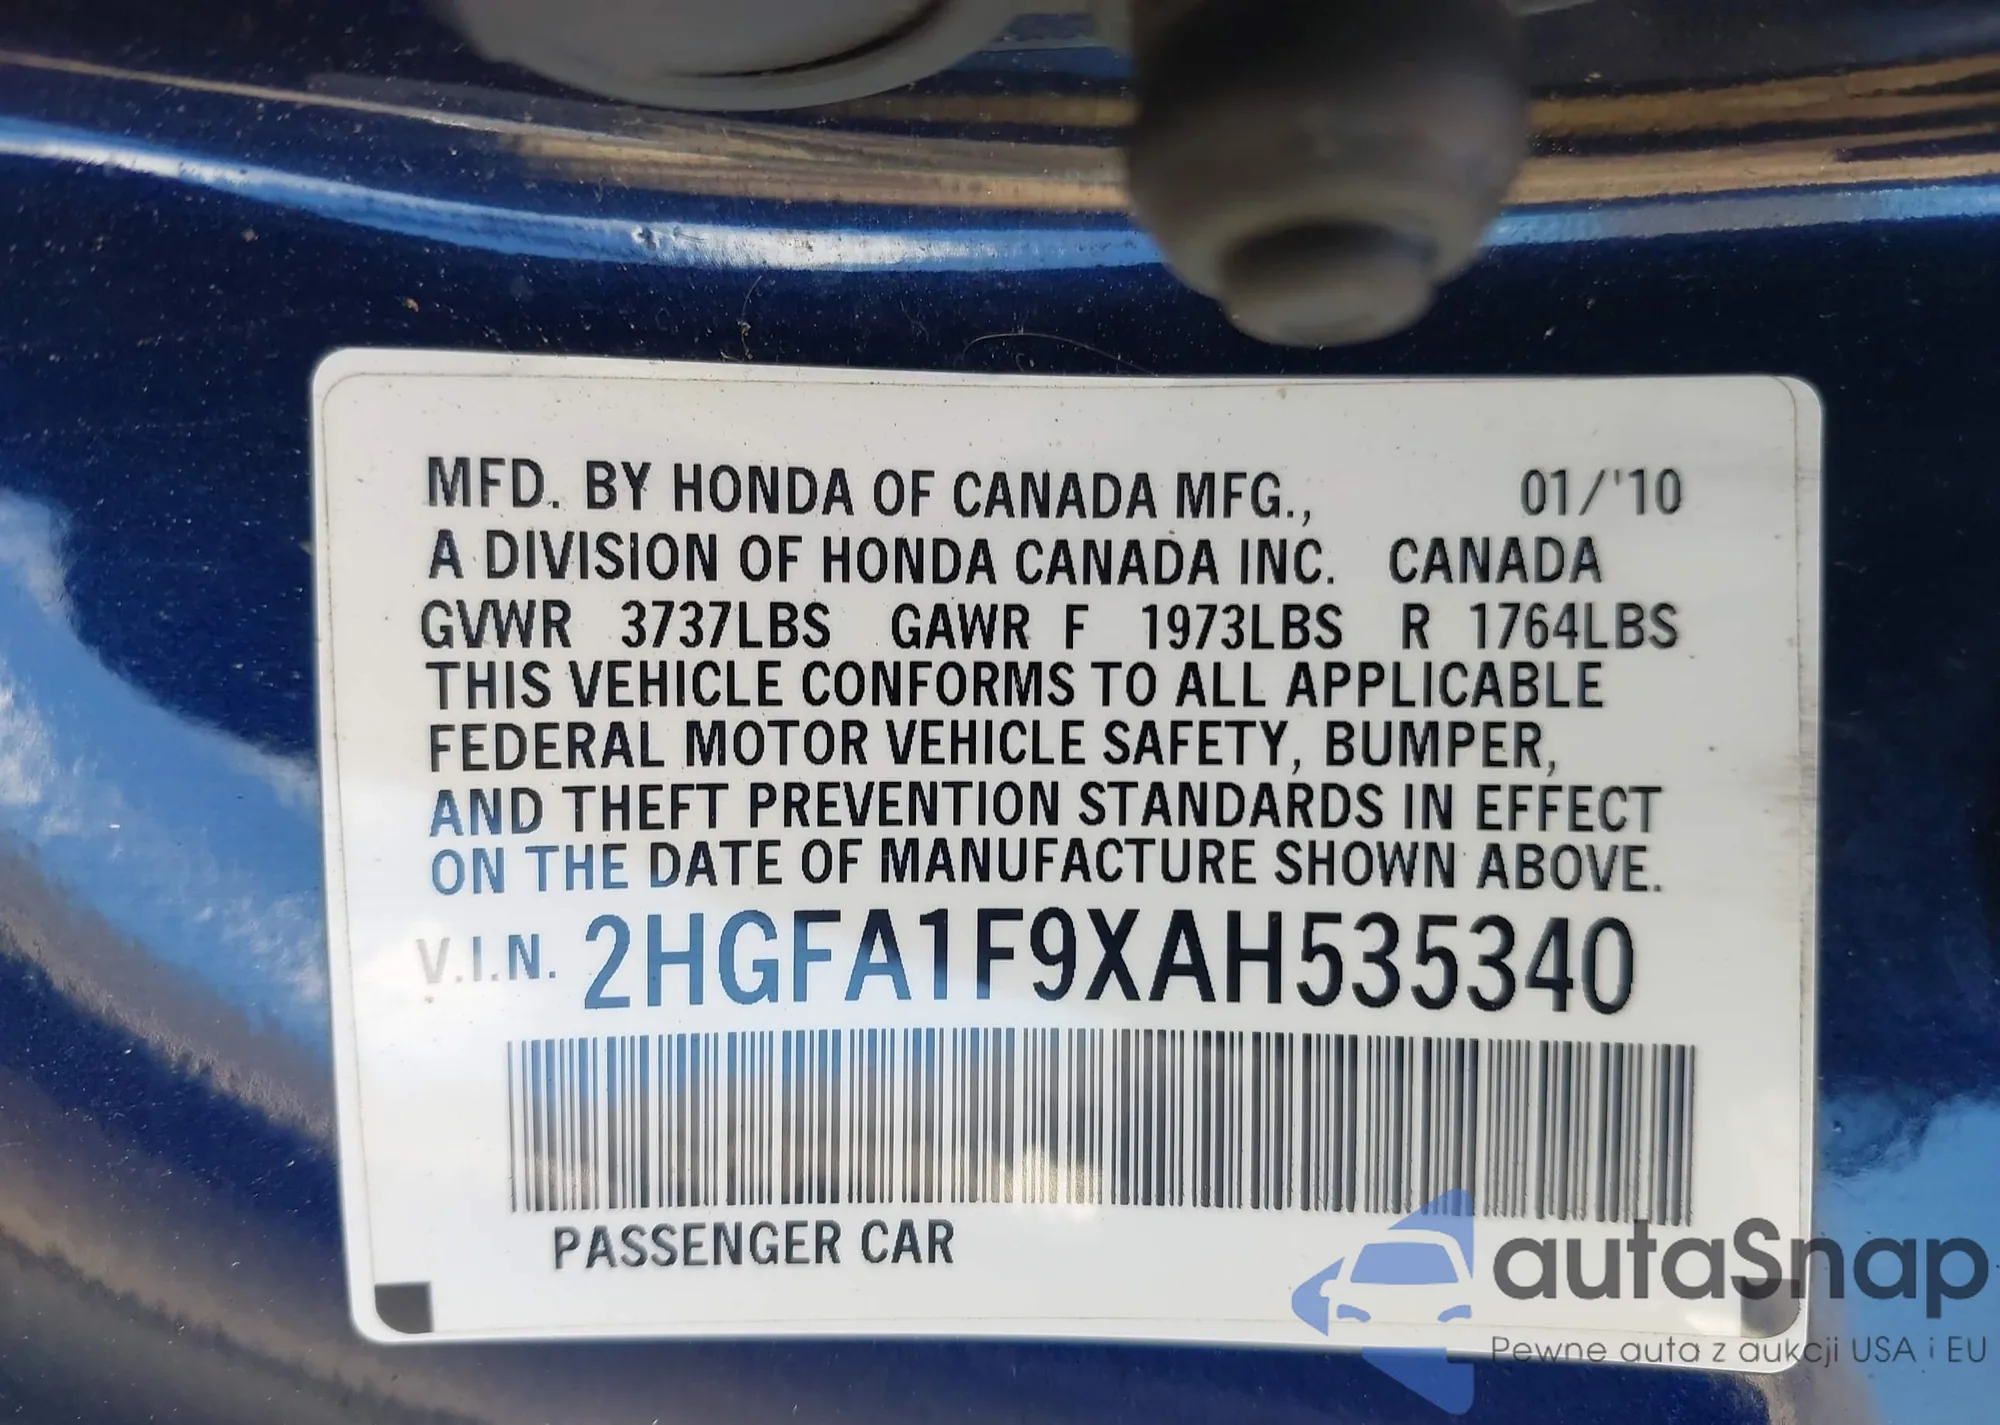 MFD. BY HONDA OF CANADA MFG., 01/'10
A DIVISION OF HONDA CANADA INC. CANADA
GVWR 3737LBS GAWR F 1973LBS R 1764LBS
THIS VEHICLE CONFORMS TO ALL APPLICABLE
FEDERAL MOTOR VEHICLE SAFETY, BUMPER,
AND THEFT PREVENTION STANDARDS IN EFFECT
ON THE DATE OF MANUFACTURE SHOWN ABOVE.
V.I.N. 2HGFA1F9XAH535340
PASSENGER CAR
autaSnap
Pewne auta z aukcji USA i EU